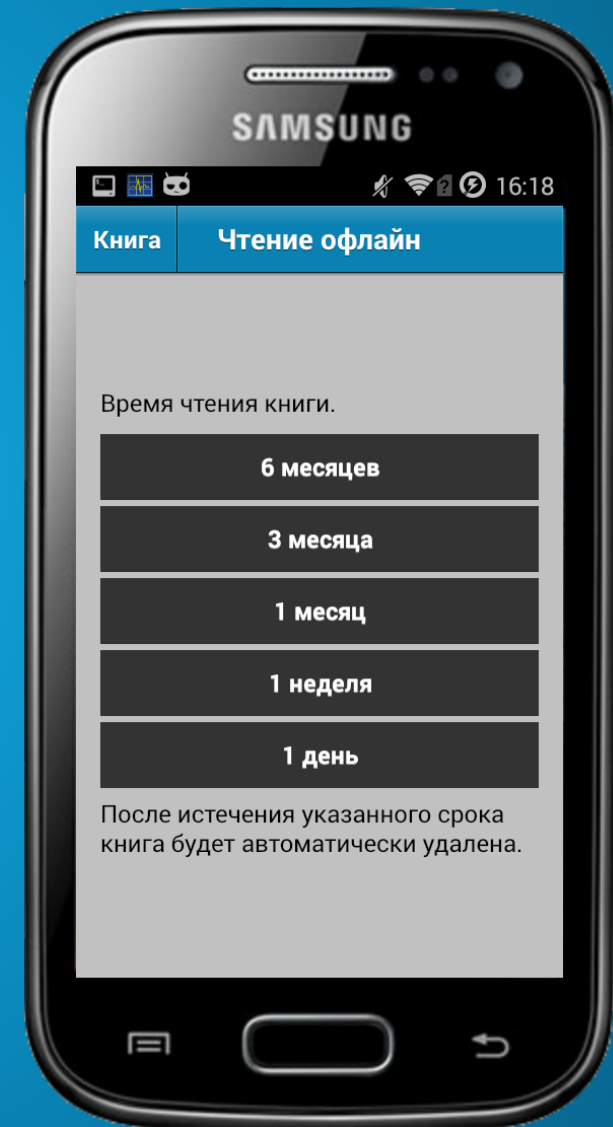 SAMSUNG
16:18
Книга
Чтение офлайн
Время чтения книги.
6 месяцев
3 месяца
1 месяц
1 неделя
1 день
После истечения указанного срока
книга будет автоматически удалена.